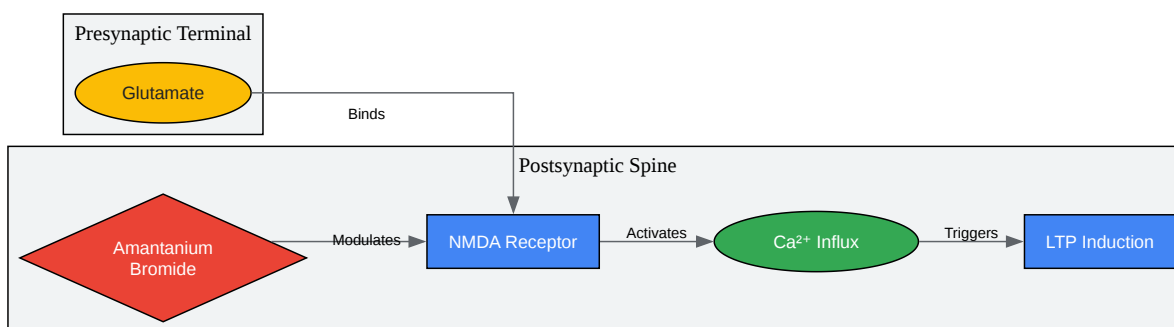 Presynaptic Terminal
Glutamate
Binds
Postsynaptic Spine
Amantanium
Bromide
Modulates
NMDA Receptor
Activates
Ca²⁺ Influx
Triggers
LTP Induction